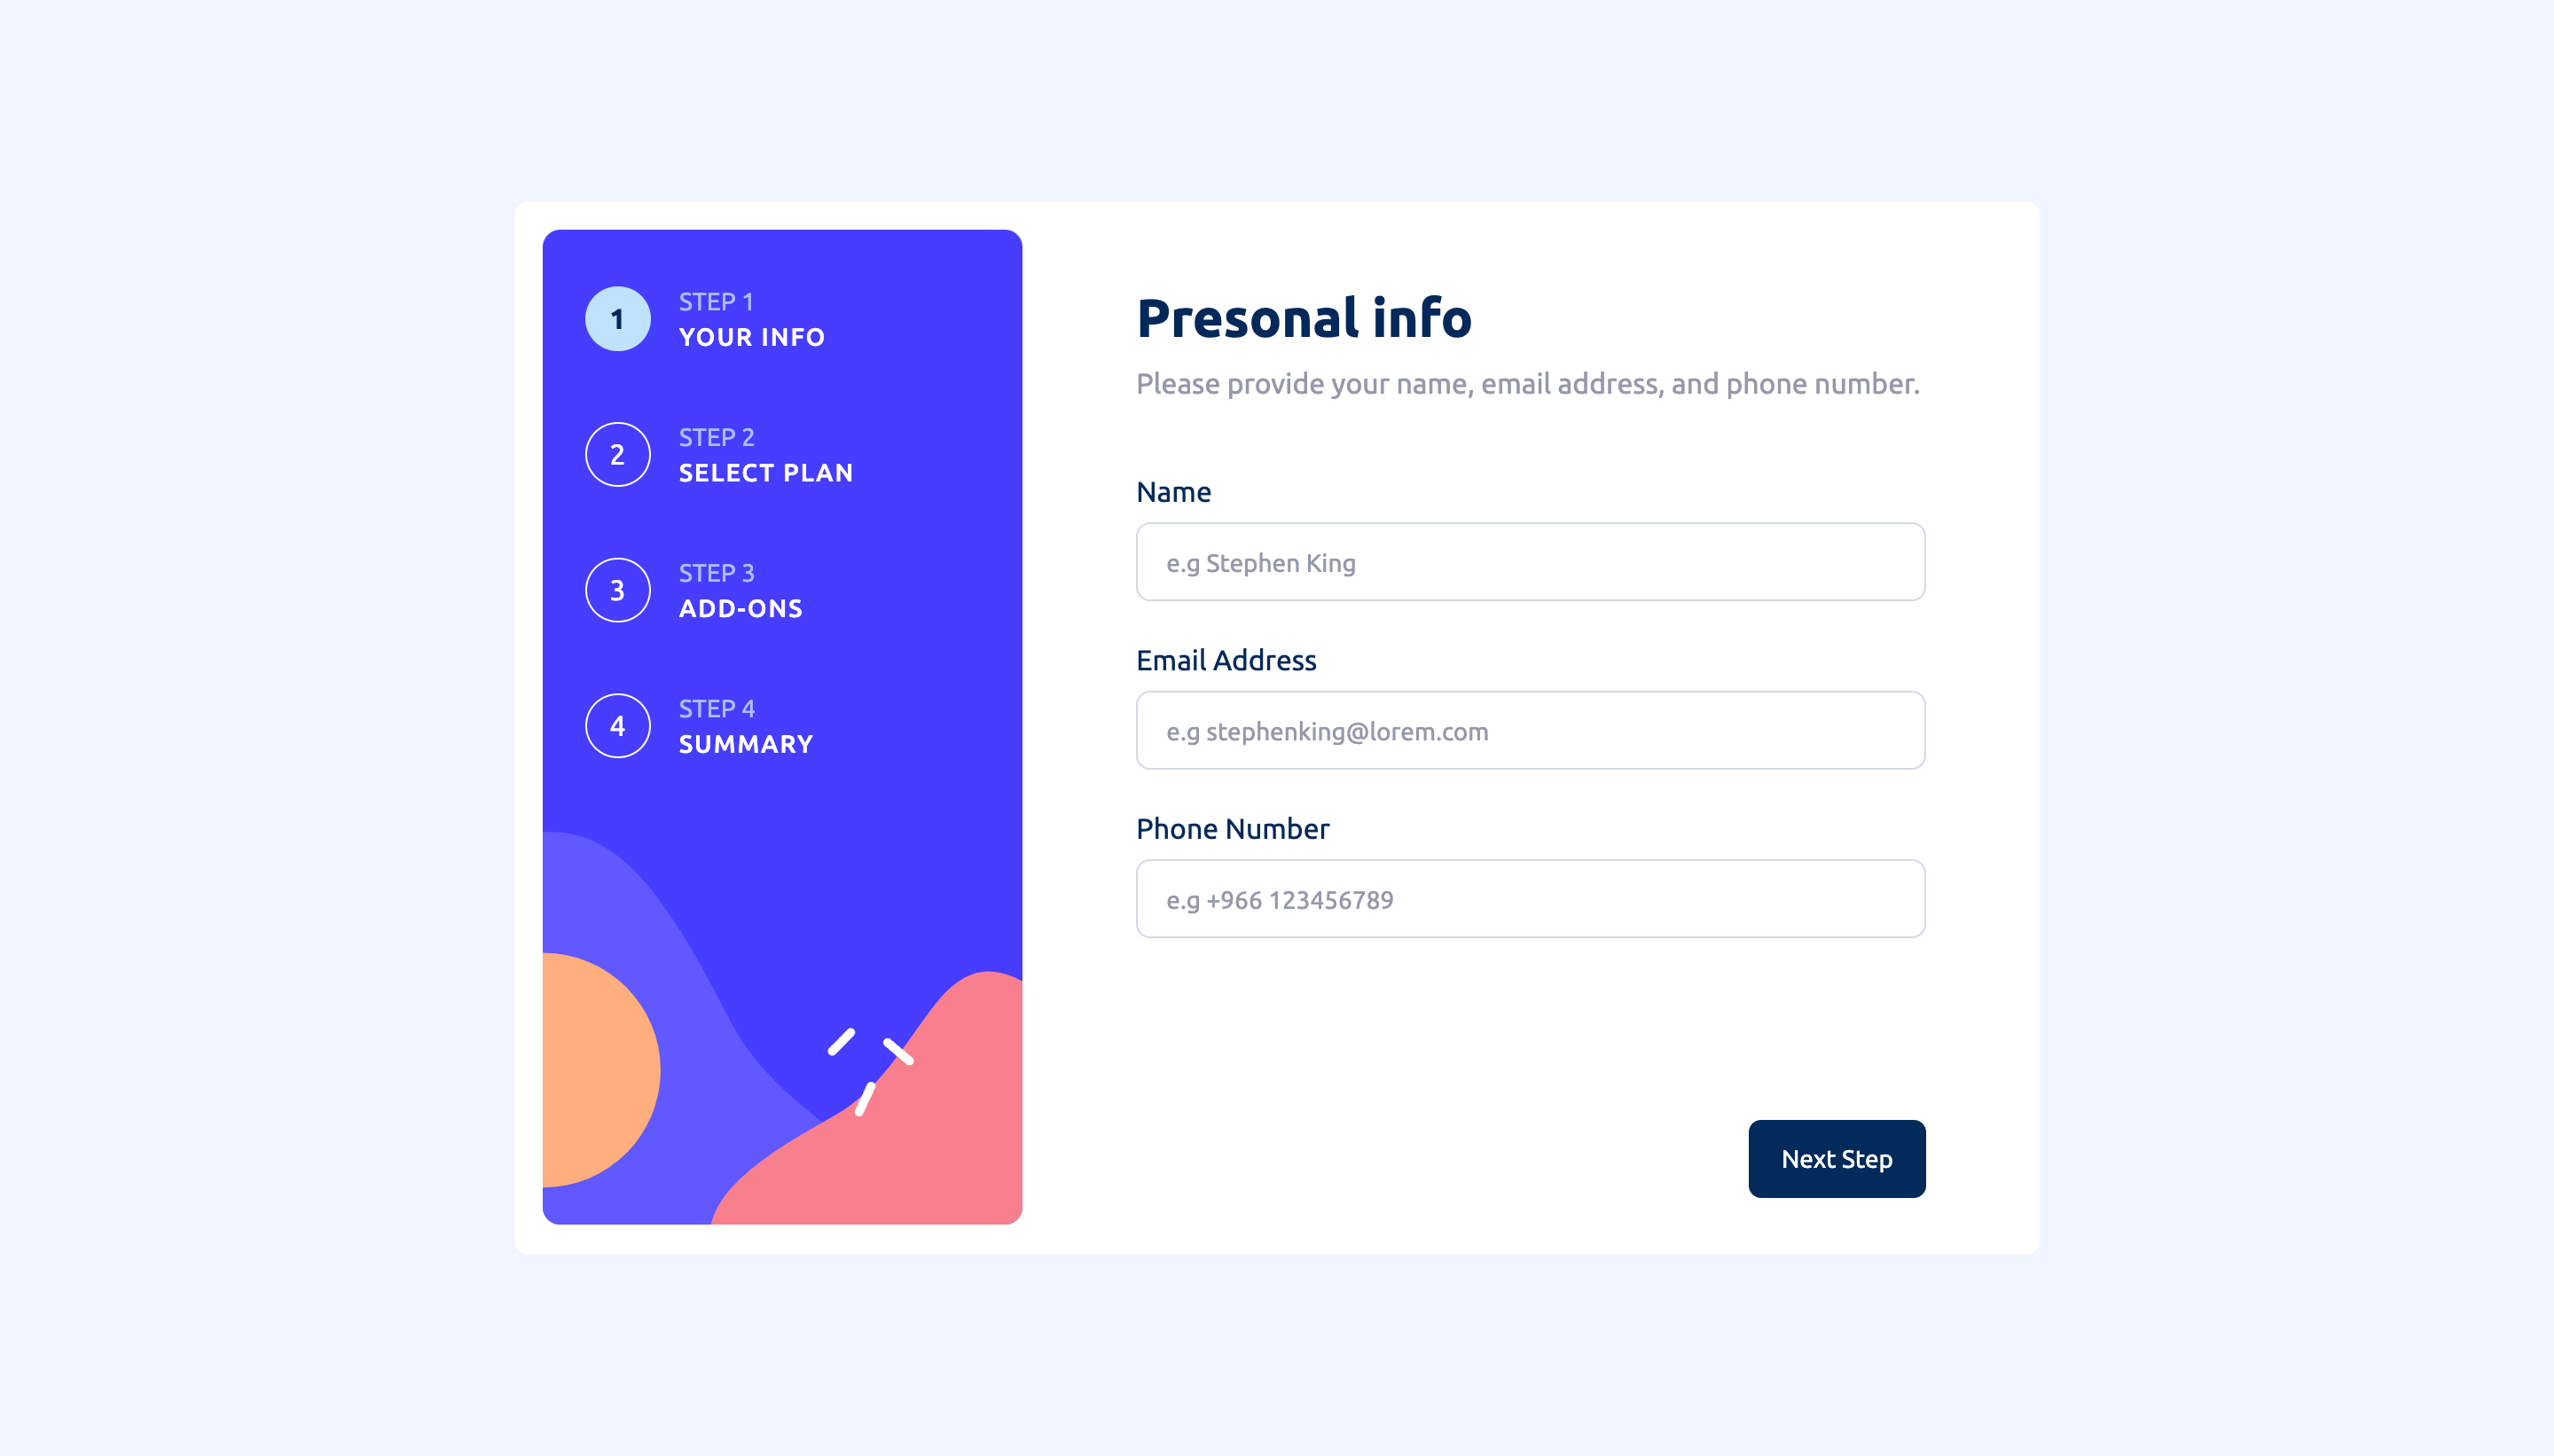 1
STEP 1
YOUR INFO
2
STEP 2
SELECT PLAN
3
STEP 3
ADD-ONS
4
STEP 4
SUMMARY
Presonal info
Please provide your name, email address, and phone number.
Name
e.g Stephen King
Email Address
e.g stephenking@lorem.com
Phone Number
e.g +966 123456789
Next Step